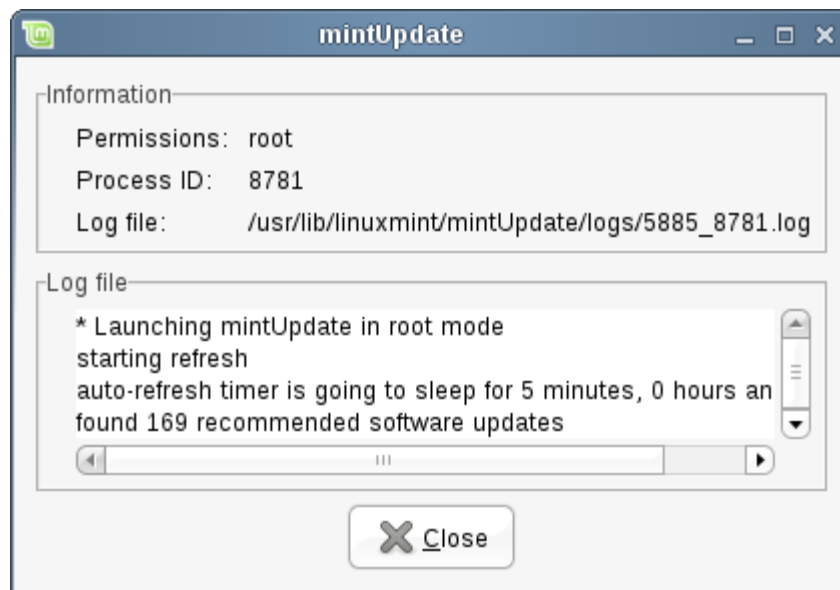 mintUpdate
Information
Permissions: root
Process ID: 8781
Log file: /usr/lib/linuxmint/mintUpdate/logs/5885_8781.log
Log file
* Launching mintUpdate in root mode
starting refresh
auto-refresh timer is going to sleep for 5 minutes, 0 hours an
found 169 recommended software updates
Close